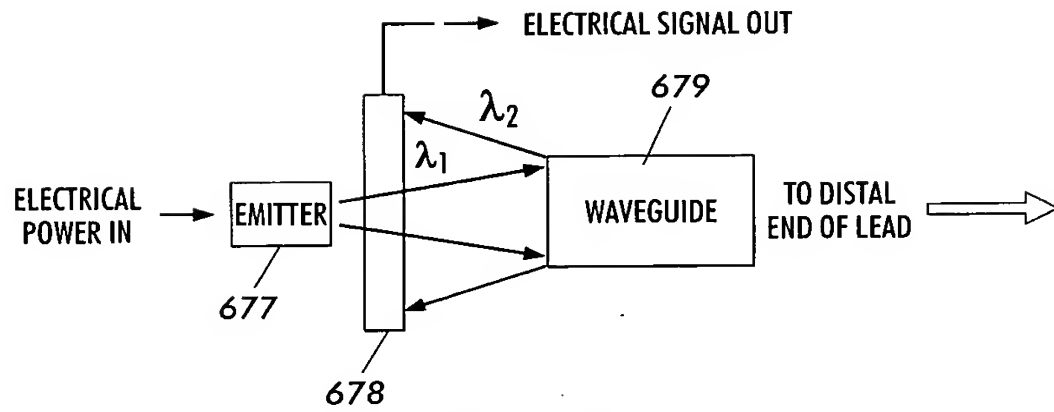 ELECTRICAL SIGNAL OUT
679
λ2
λ1
ELECTRICAL
POWER IN
EMITTER
WAVEGUIDE
TO DISTAL
END OF LEAD
677
678